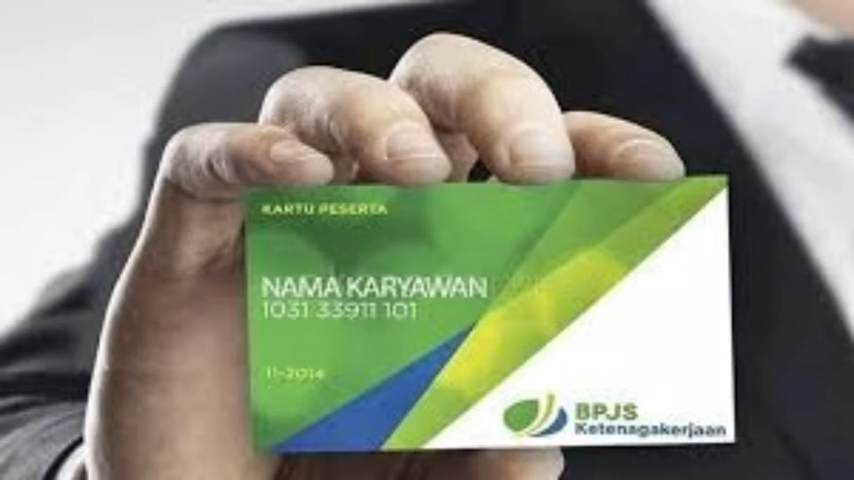 KARTU PESERTA
NAMA KARYAWAN
1031 33911 101
11-2014
BPJS
Ketenagakerjaan